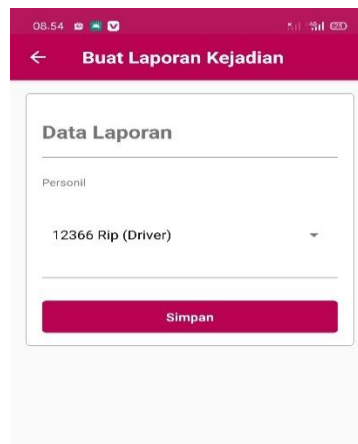 08.54
Buat Laporan Kejadian
Data Laporan
Personil
12366 Rip (Driver)
Simpan